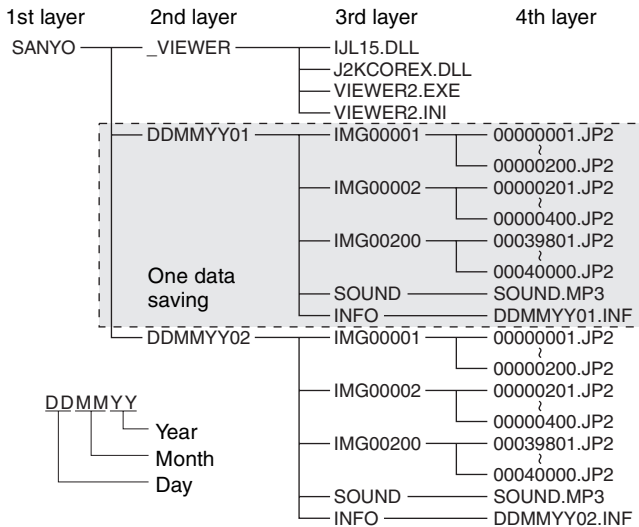 1st layer 2nd layer 3rd layer 4th layer
SANYO _VIEWER IJL15.DLL
J2KCOREX.DLL
VIEWER2.EXE
VIEWER2.INI
DDMMYY01 IMG00001 00000001.JP2
~
00000200.JP2
IMG00002 00000201.JP2
~
00000400.JP2
IMG00200 00039801.JP2
~
One data 00040000.JP2
saving SOUND SOUND.MP3
INFO DDMMYY01.INF
DDMMYY02 IMG00001 00000001.JP2
~
00000200.JP2
IMG00002 00000201.JP2
~
DDMMYY 00000400.JP2
Year IMG00200 00039801.JP2
~
Month 00040000.JP2
Day SOUND SOUND.MP3
INFO DDMMYY02.INF